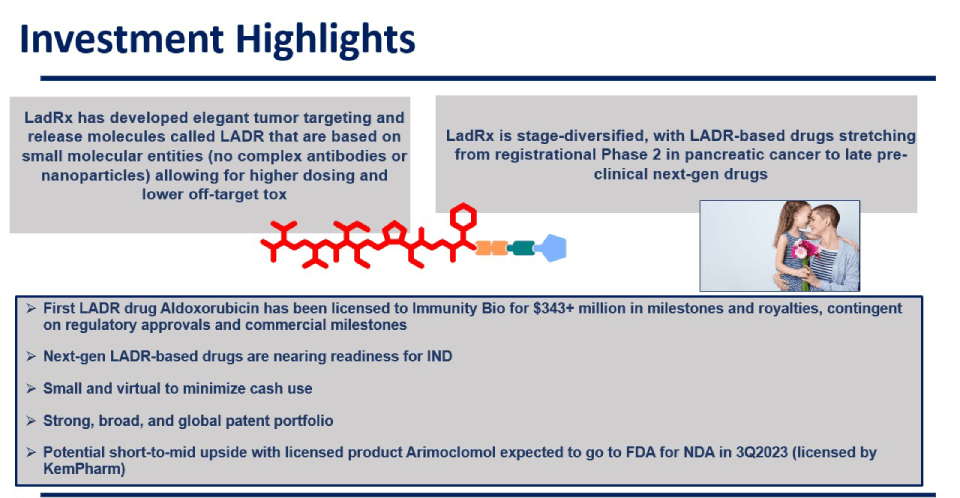 Investment Highlights
LadRx has developed elegant tumor targeting and
release molecules called LADR that are based on
small molecular entities (no complex antibodies or
nanoparticles) allowing for higher dosing and
lower off-target tox
LadRx is stage-diversified, with LADR-based drugs stretching
from registrational Phase 2 in pancreatic cancer to late pre-
clinical next-gen drugs
➢ First LADR drug Aldoxorubicin has been licensed to Immunity Bio for $343+ million in milestones and royalties, contingent
on regulatory approvals and commercial milestones
➢ Next-gen LADR-based drugs are nearing readiness for IND
➢ Small and virtual to minimize cash use
➢ Strong, broad, and global patent portfolio
➢ Potential short-to-mid upside with licensed product Arimoclomol expected to go to FDA for NDA in 3Q2023 (licensed by
KemPharm)